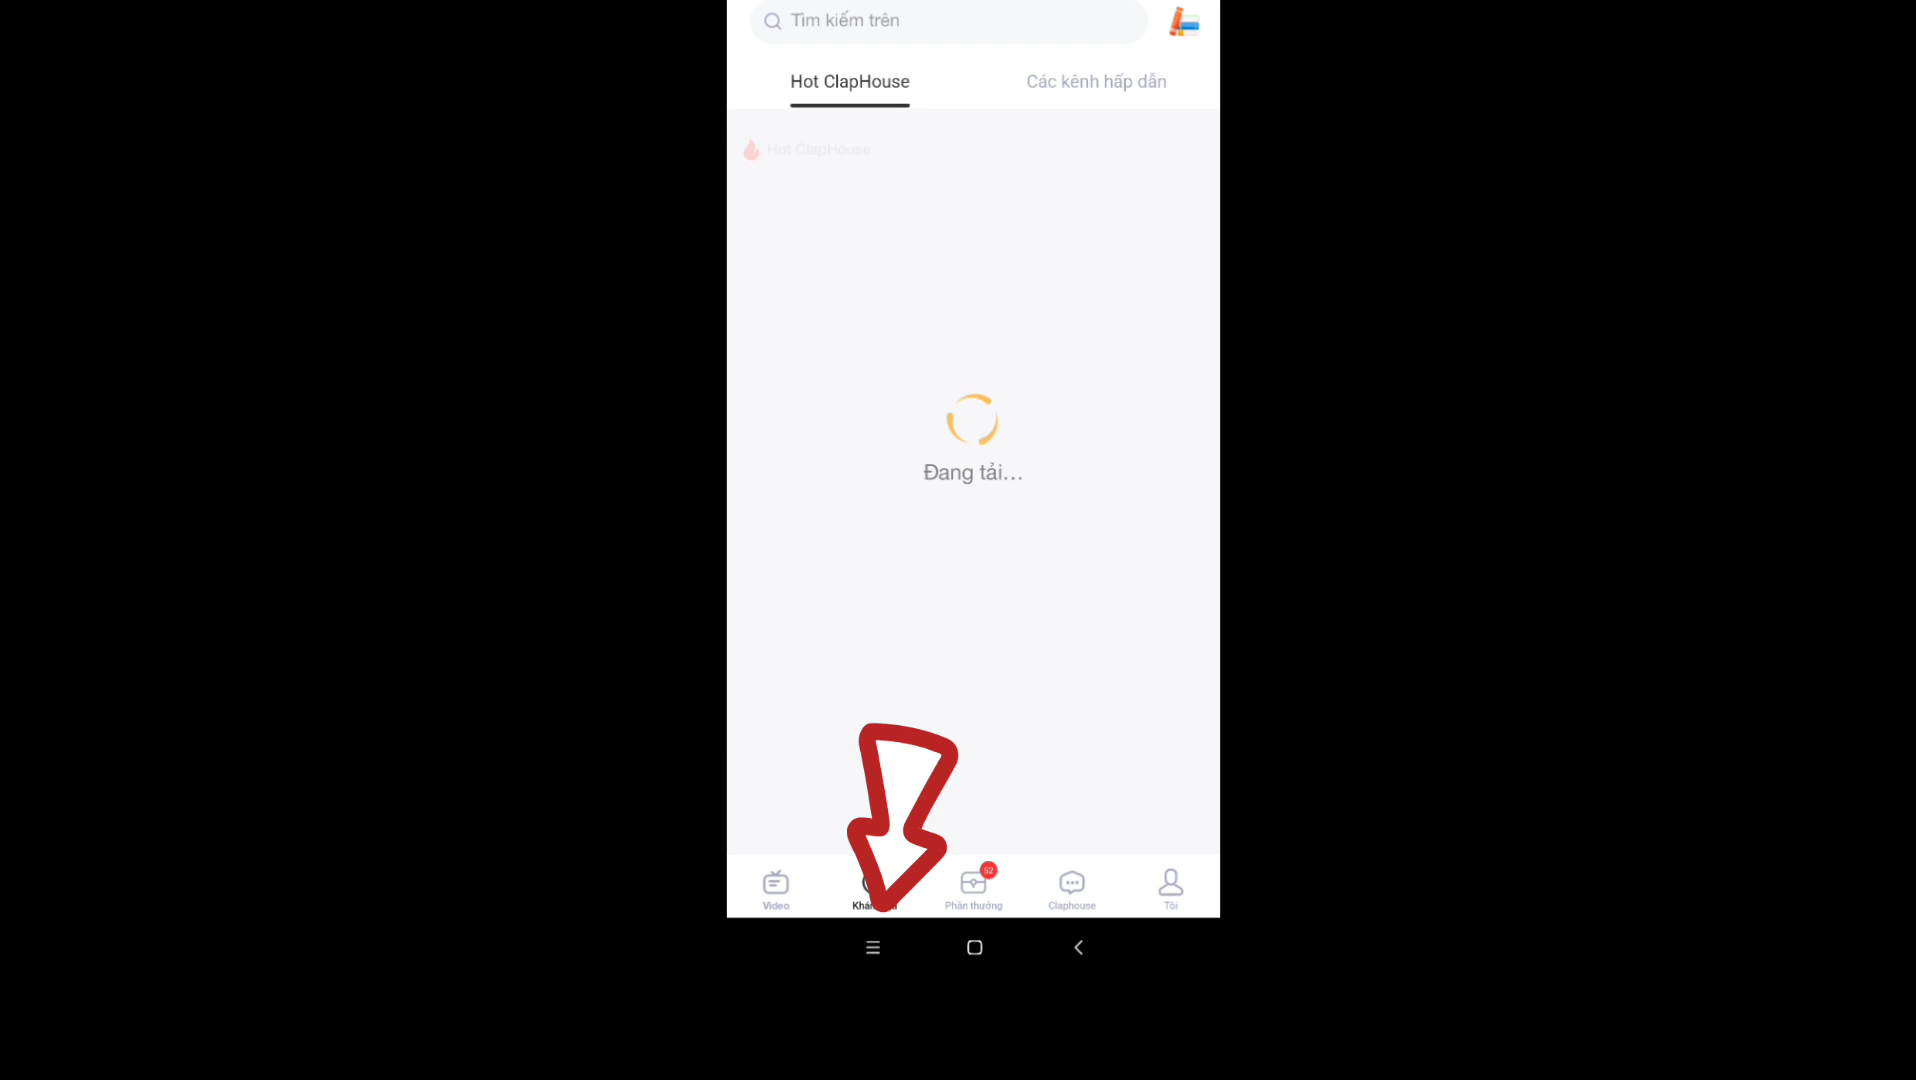 Tìm kiếm trên
Hot ClapHouse
Các kênh hấp dẫn
Hot ClapHouse
Đang tải...
52
Video
Phần thưởng
Claphouse
Tôi